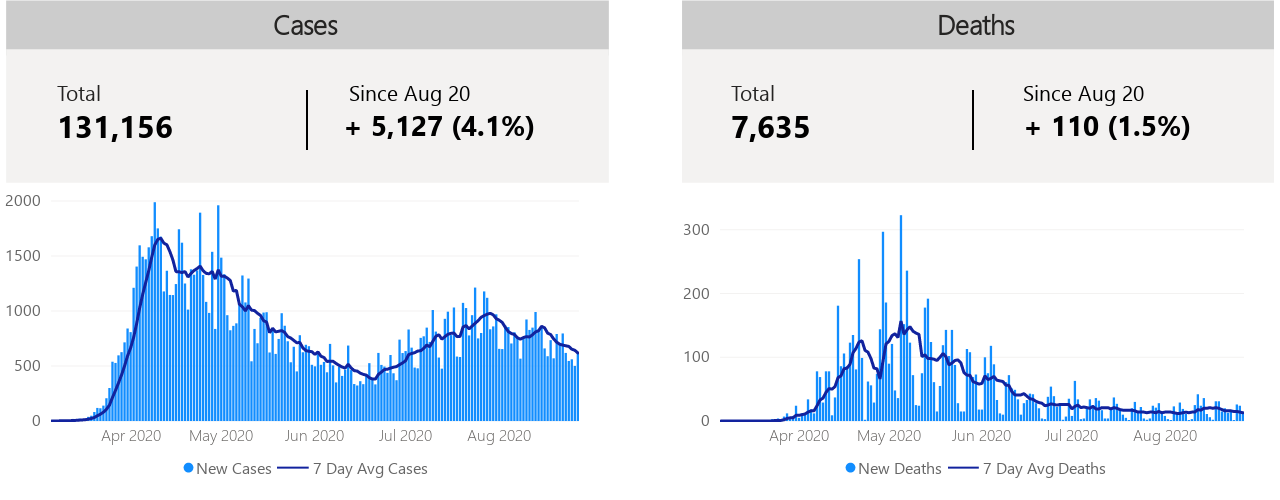 Cases
Total
131,156
Since Aug 20
+ 5,127 (4.1%)
2000
1500
1000
500
0
Apr 2020 May 2020 Jun 2020 Jul 2020 Aug 2020
New Cases 7 Day Avg Cases
Deaths
Total
7,635
Since Aug 20
+ 110 (1.5%)
300
200
100
0
Apr 2020 May 2020 Jun 2020 Jul 2020 Aug 2020
New Deaths 7 Day Avg Deaths